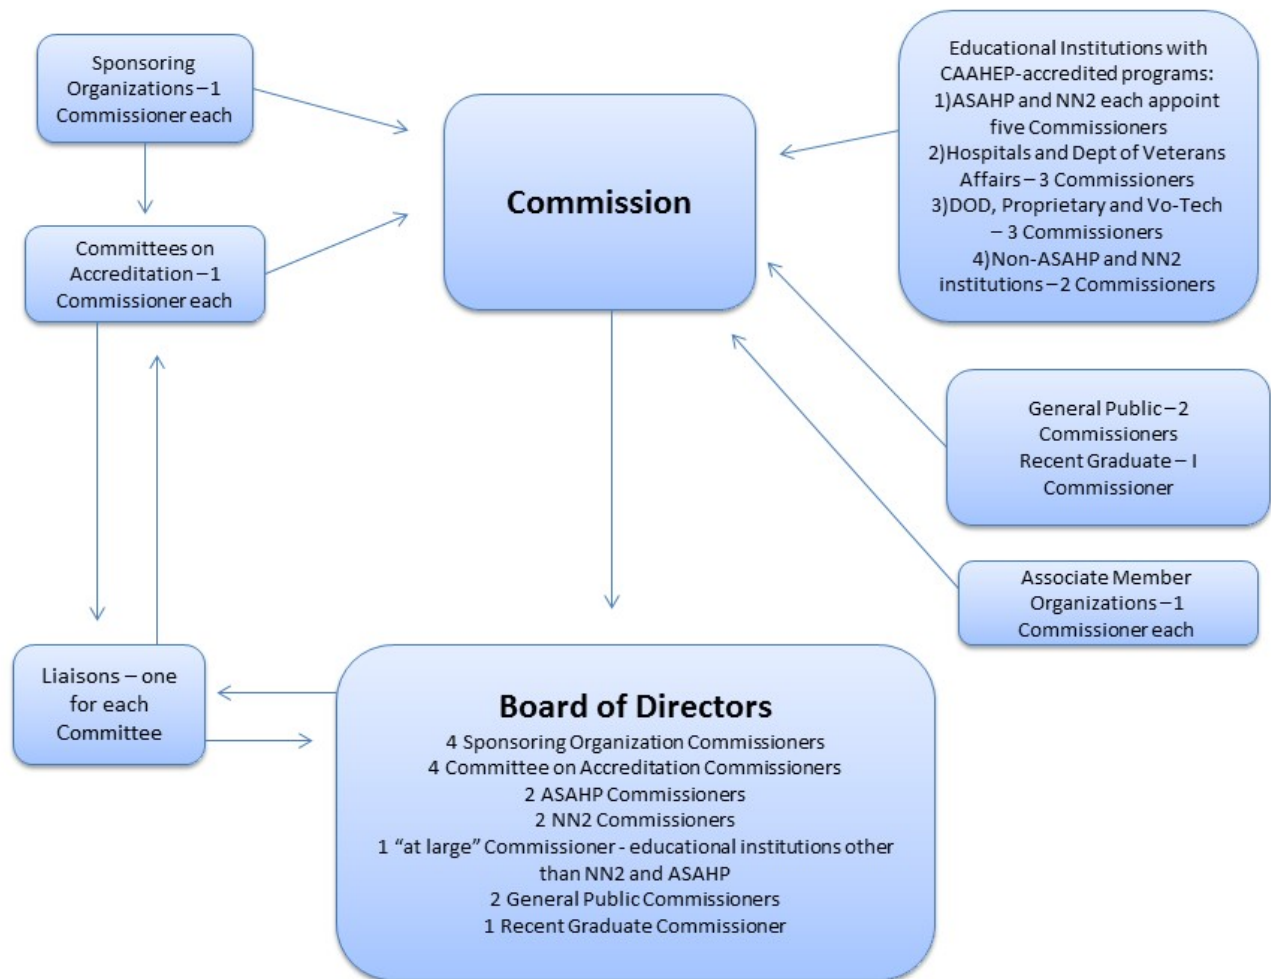 Sponsoring
Organizations – 1
Commissioner each
Committees on
Accreditation – 1
Commissioner each
Liaisons – one
for each
Committee
Commission
Educational Institutions with
CAAHEP-accredited programs:
1)ASAHP and NN2 each appoint
five Commissioners
2)Hospitals and Dept of Veterans
Affairs – 3 Commissioners
3)DOD, Proprietary and Vo-Tech
– 3 Commissioners
4)Non-ASAHP and NN2
institutions – 2 Commissioners
General Public – 2
Commissioners
Recent Graduate – I
Commissioner
Associate Member
Organizations – 1
Commissioner each
Board of Directors
4 Sponsoring Organization Commissioners
4 Committee on Accreditation Commissioners
2 ASAHP Commissioners
2 NN2 Commissioners
1 “at large” Commissioner - educational institutions other
than NN2 and ASAHP
2 General Public Commissioners
1 Recent Graduate Commissioner